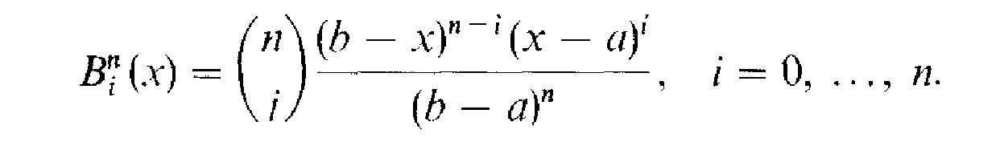 $$B_i^n(x) = \binom{n}{i} \frac{(b-x)^{n-i}(x-a)^i}{(b-a)^n}, \quad i = 0, \ldots, n.$$